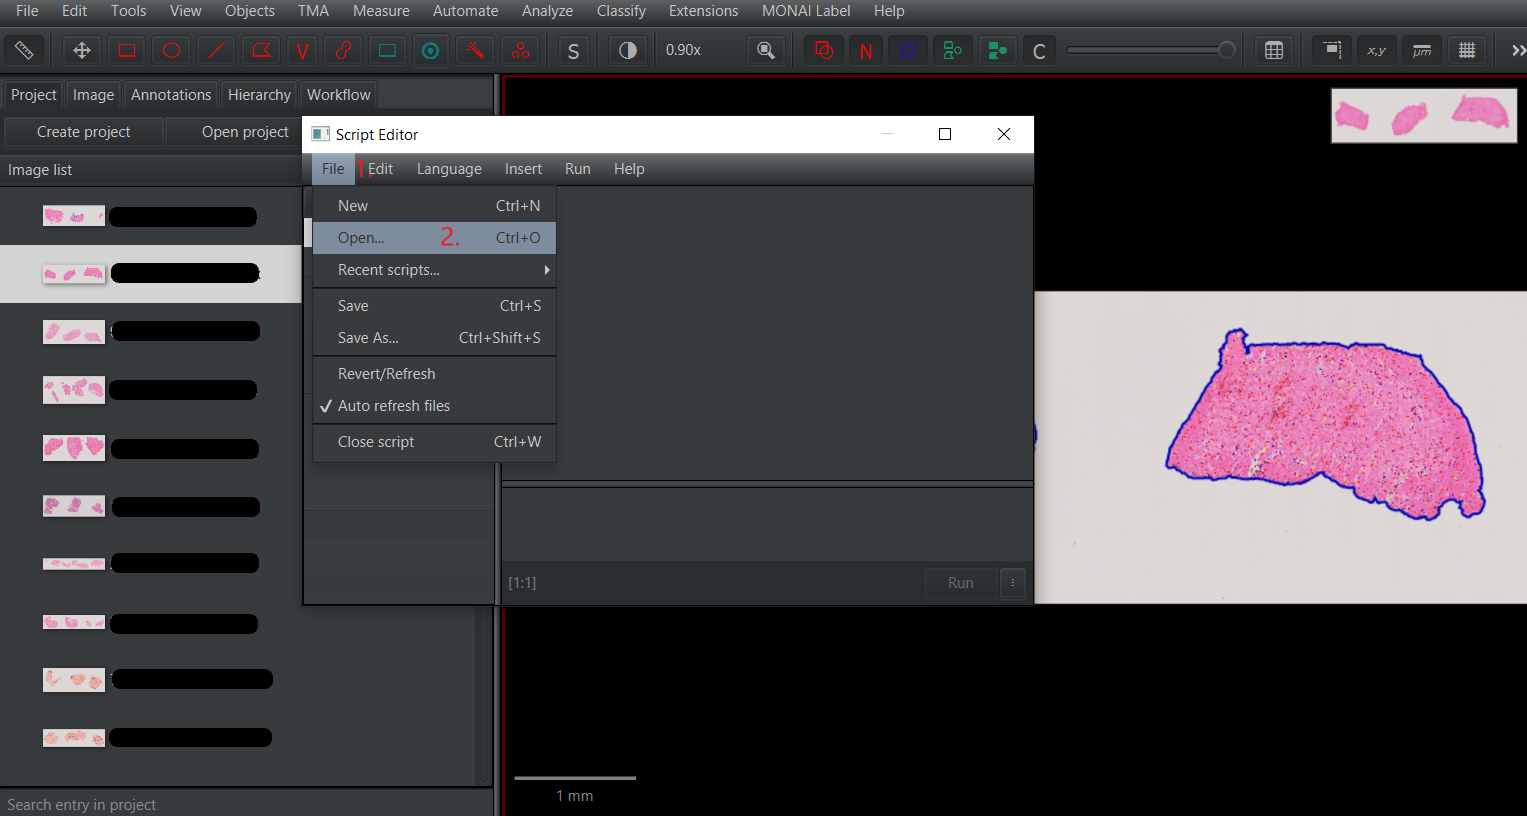 File Edit Tools View Objects TMA Measure Automate Analyze Classify Extensions MONAI Label Help
V S 0.90x N C x,y µm »
Project Image Annotations Hierarchy Workflow
Create project Open project
Image list
Script Editor
File 1. Edit Language Insert Run Help
New Ctrl+N
Open... 2. Ctrl+O
Recent scripts...
Save Ctrl+S
Save As... Ctrl+Shift+S
Revert/Refresh
✓ Auto refresh files
Close script Ctrl+W
[1:1] Run
1 mm
Search entry in project